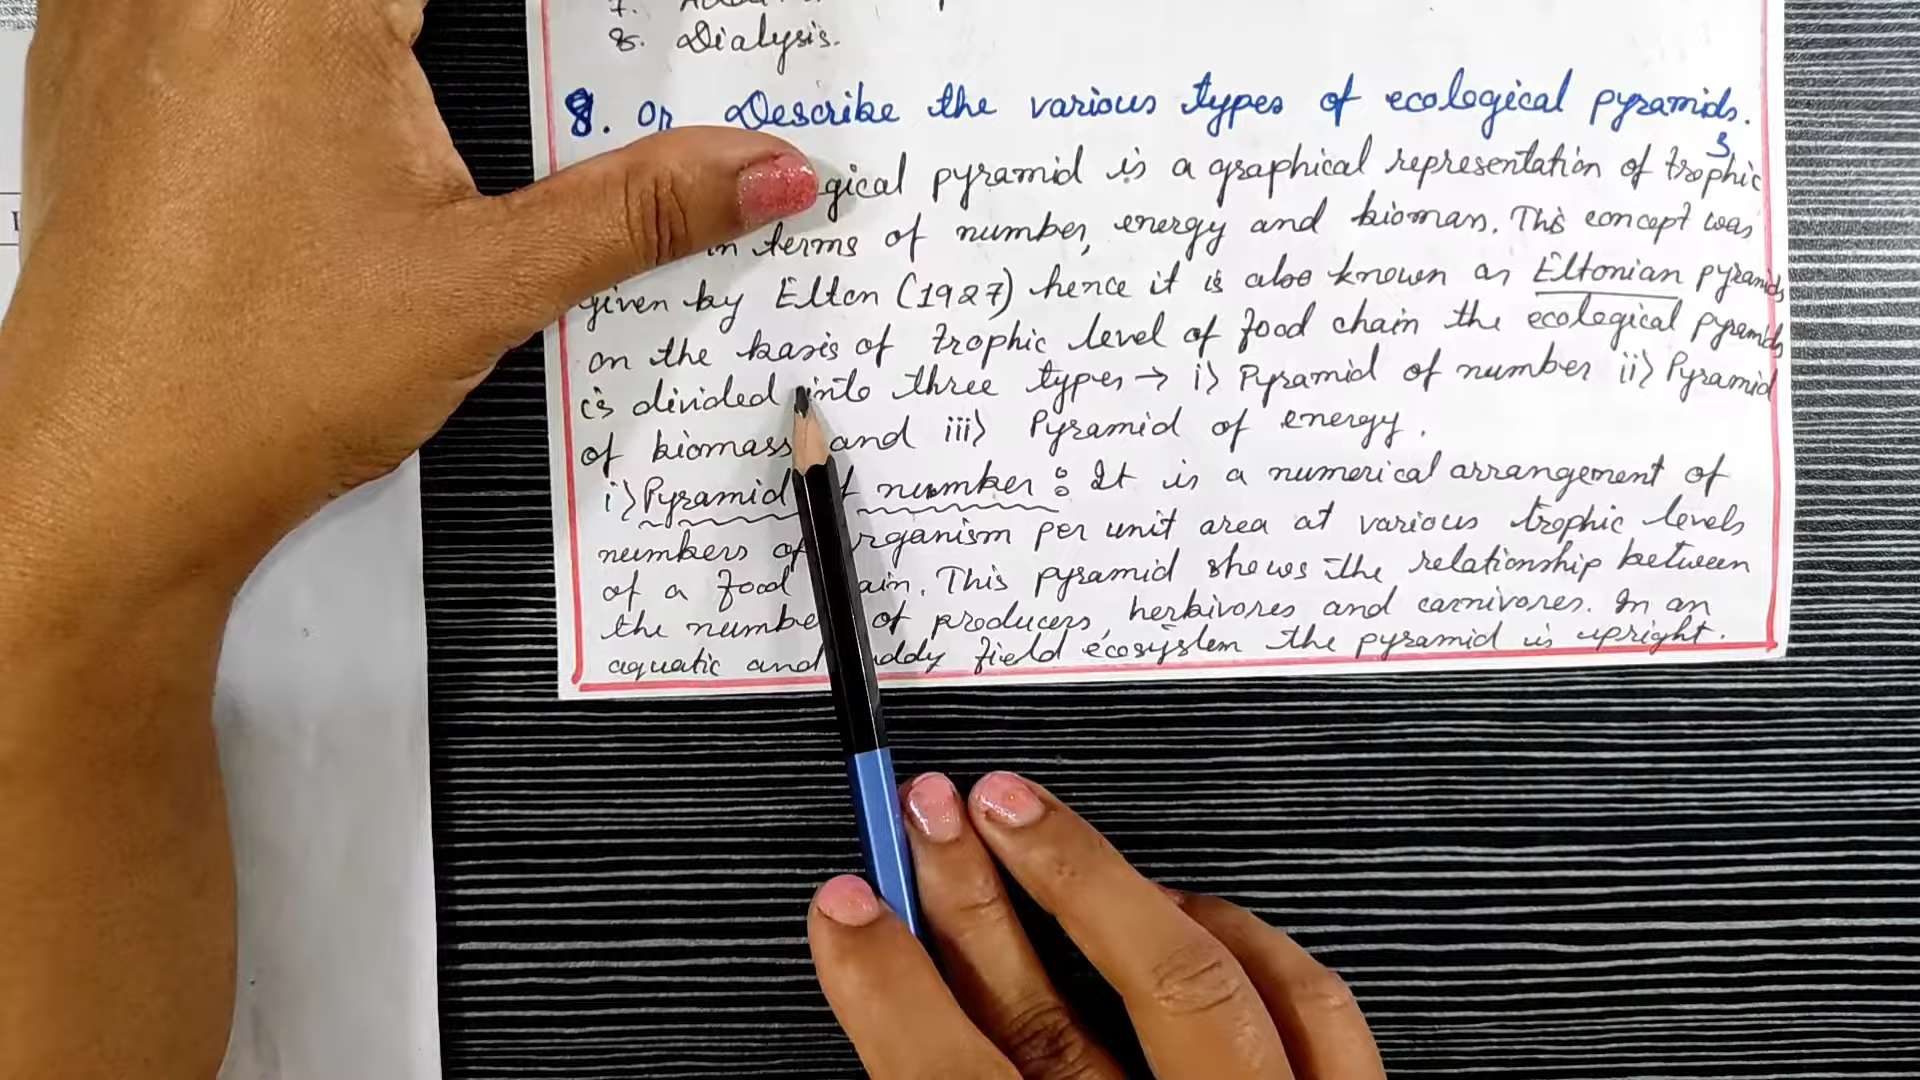 8. Dialysis.
8. Or Describe the various types of ecological pyramids.
3
gical pyramid is a graphical representation of trophic
in terms of number, energy and biomass. This concept was
given by Elton (1927) hence it is also known as Eltonian pyramids
on the basis of trophic level of food chain the ecological pyramids
is divided into three types → i) Pyramid of number ii) Pyramid
of biomass and iii) Pyramid of energy.
i) Pyramid of number : It is a numerical arrangement of
numbers of organism per unit area at various trophic levels
of a food ain. This pyramid shows the relationship between
the number of producers, herbivores and carnivores. In an
aquatic and uddy field ecosystem the pyramid is upright.